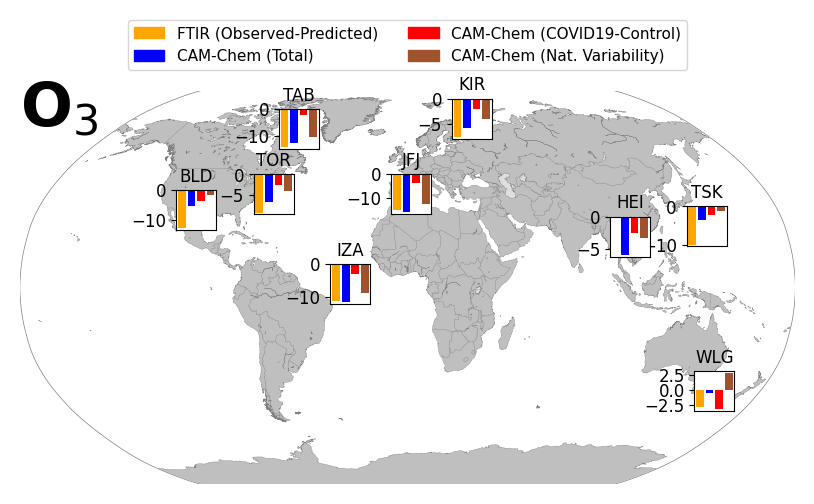 FTIR (Observed-Predicted)
CAM-Chem (Total)
CAM-Chem (COVID19-Control)
CAM-Chem (Nat. Variability)
O₃
KIR
0
−5
TAB
0
−10
TOR
0
−5
JFJ
0
−10
BLD
0
−10
HEI
0
−5
TSK
0
−10
IZA
0
−10
WLG
2.5
0.0
−2.5